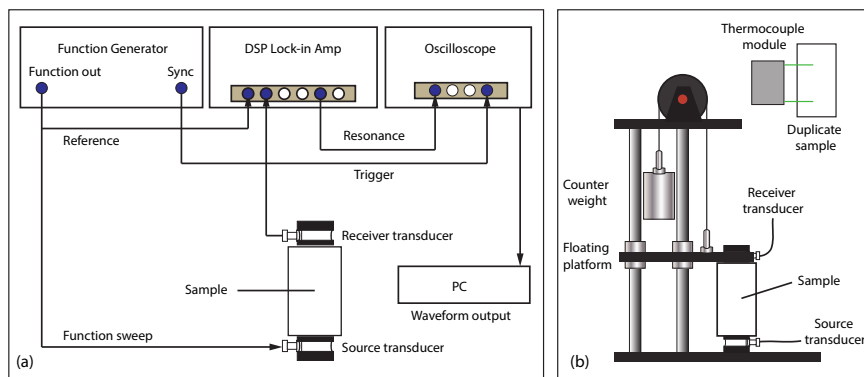 Function Generator
Function out
Sync
DSP Lock-in Amp
Oscilloscope
Reference
Resonance
Trigger
Receiver transducer
Sample
PC
Waveform output
Function sweep
Source transducer
(a)
Thermocouple
module
Duplicate
sample
Counter
weight
Receiver
transducer
Floating
platform
Sample
Source
transducer
(b)